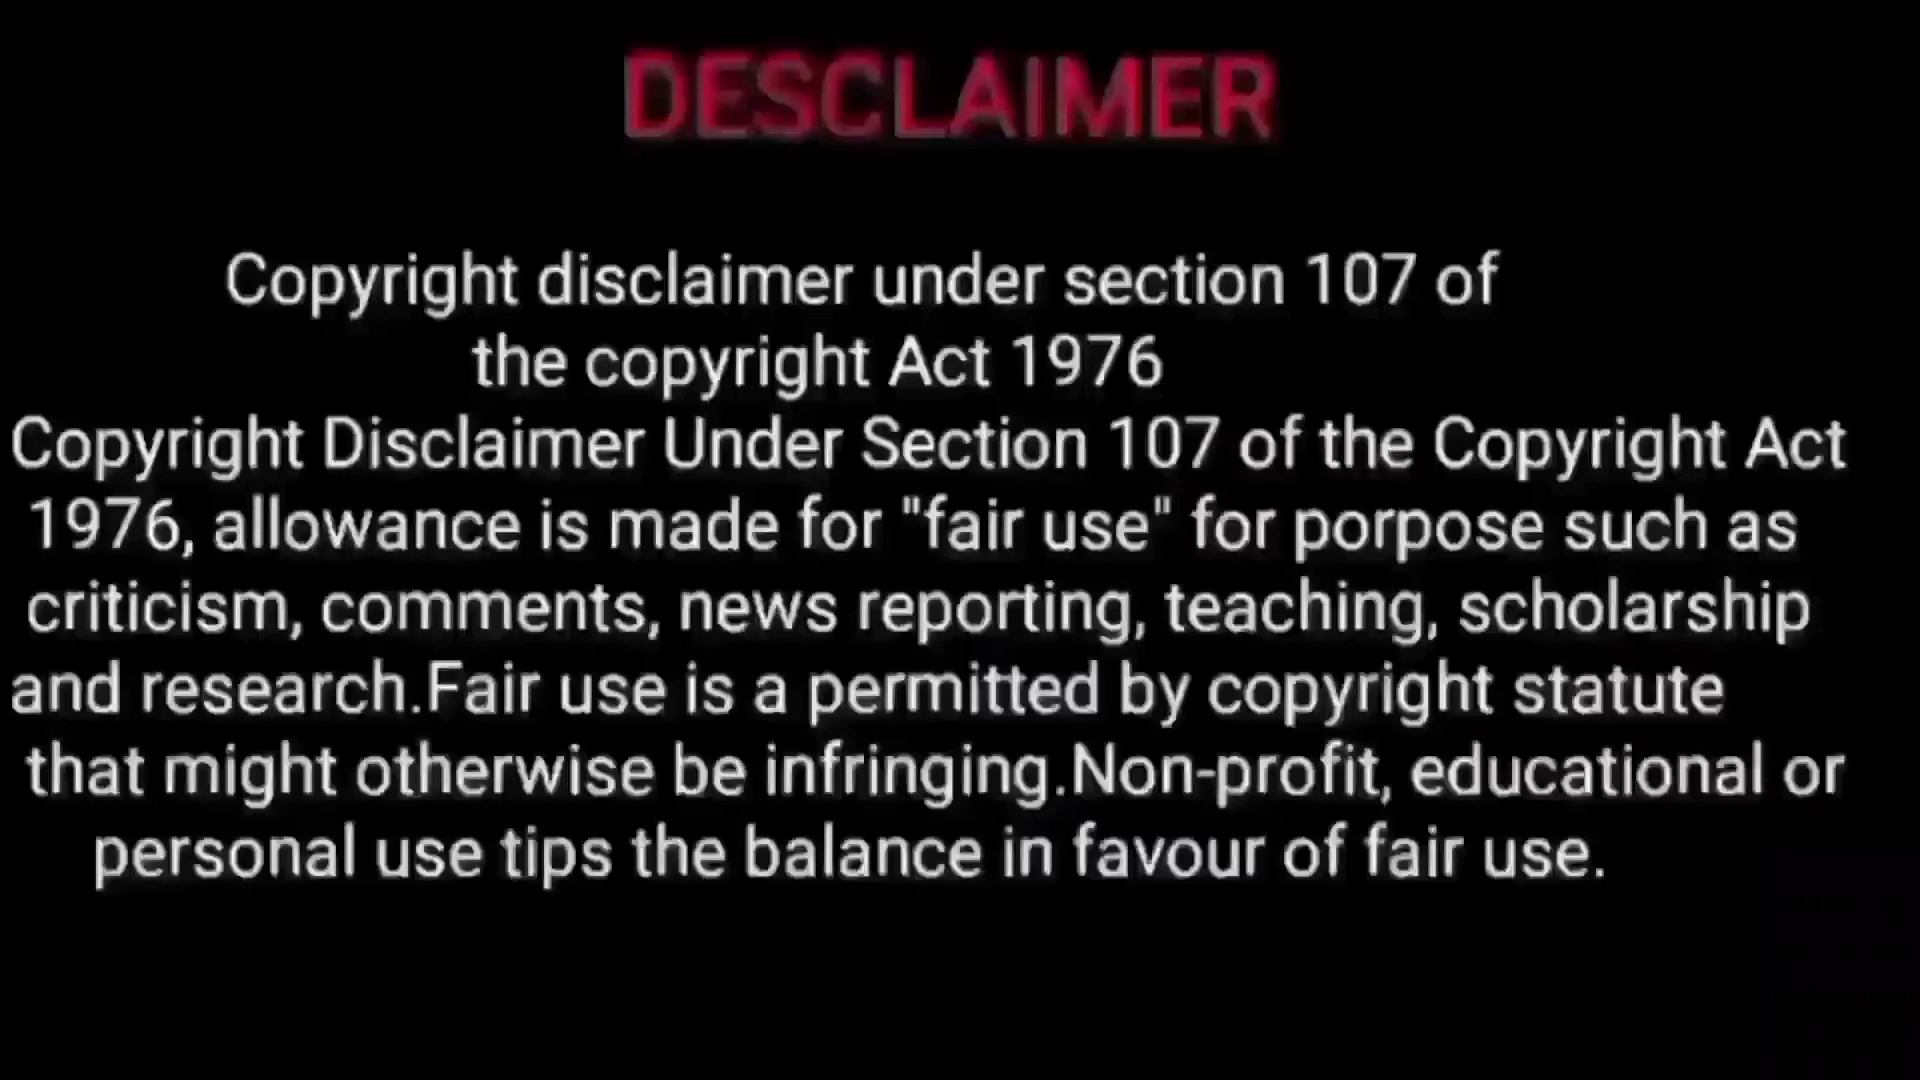 DESCLAIMER
Copyright disclaimer under section 107 of
the copyright Act 1976
Copyright Disclaimer Under Section 107 of the Copyright Act
1976, allowance is made for "fair use" for porpose such as
criticism, comments, news reporting, teaching, scholarship
and research.Fair use is a permitted by copyright statute
that might otherwise be infringing.Non-profit, educational or
personal use tips the balance in favour of fair use.